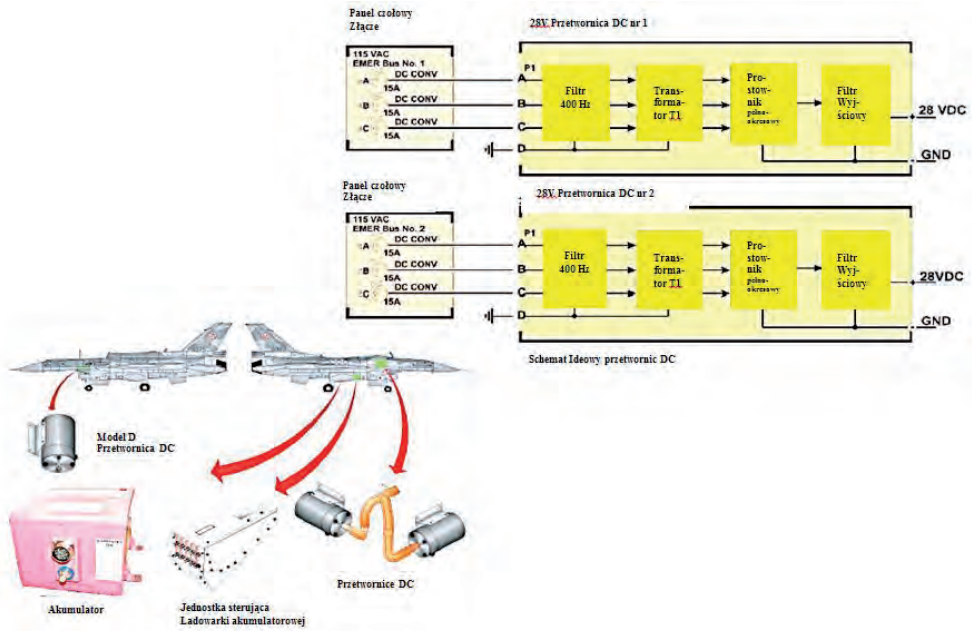 Panel czołowy
Złącze
115 VAC
EMER Bus No. 1
DC CONV
A
15A
DC CONV
B
15A
DC CONV
C
15A
28V Przetwornica DC nr 1
P1
A
B
C
D
Filtr
400 Hz
Trans-
forma-
tor T1
Pro-
stow-
nik
pełno-
okresowy
Filtr
Wyj-
ściowy
28 VDC
GND
Panel czołowy
Złącze
115 VAC
EMER Bus No. 2
DC CONV
A
15A
DC CONV
B
15A
DC CONV
C
15A
28V Przetwornica DC nr 2
P1
A
B
C
D
Filtr
400 Hz
Trans-
forma-
tor T1
Pro-
stow-
nik
pełno-
okresowy
Filtr
Wyj-
ściowy
28VDC
GND
Schemat Ideowy przetwornic DC
Model D
Przetwornica DC
Akumulator
Jednostka sterująca
Ladowarki akumulatorowej
Przetwornice DC